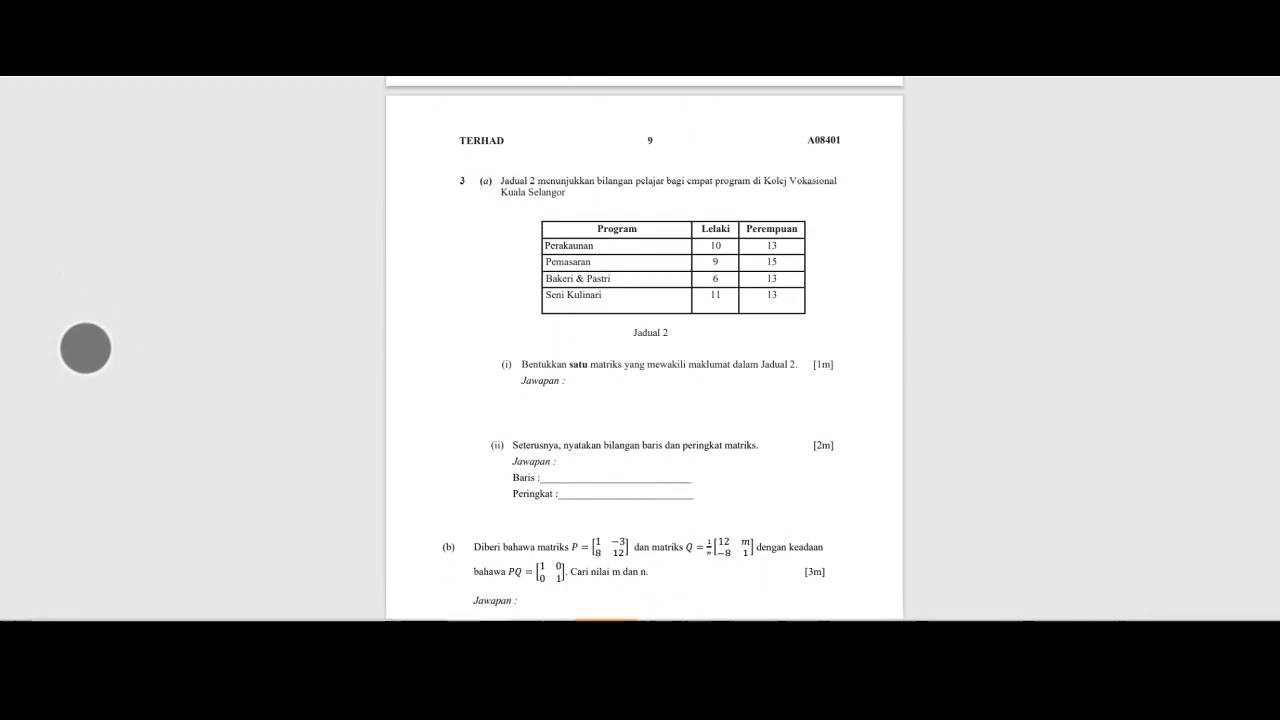 TERHAD 9 A08401
3 (a) Jadual 2 menunjukkan bilangan pelajar bagi empat program di Kolej Vokasional
Kuala Selangor
Program Lelaki Perempuan
Perakaunan 10 13
Pemasaran 9 15
Bakeri & Pastri 6 13
Seni Kulinari 11 13
Jadual 2
(i) Bentukkan satu matriks yang mewakili maklumat dalam Jadual 2. [1m]
Jawapan :
(ii) Seterusnya, nyatakan bilangan baris dan peringkat matriks. [2m]
Jawapan :
Baris :____________________________
Peringkat :_________________________
(b) Diberi bahawa matriks P = [1 −3 8 12] dan matriks Q = 1/n [12 m −8 1] dengan keadaan
bahawa PQ = [1 0 0 1]. Cari nilai m dan n. [3m]
Jawapan :